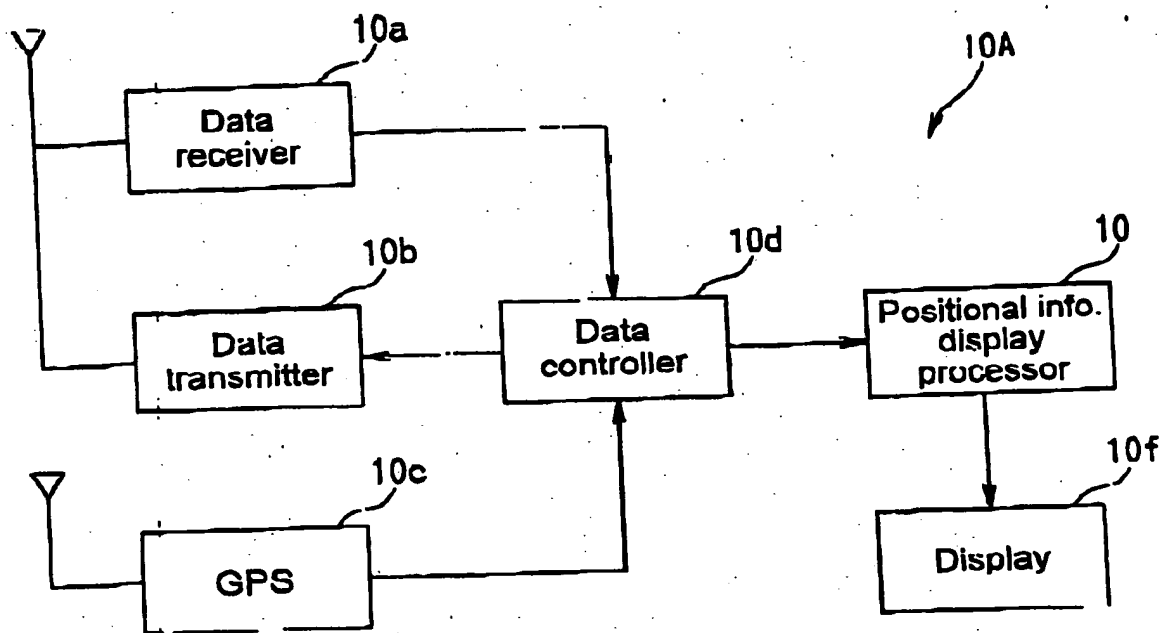 10a
10A
Data
receiver
10b
10d
10
Data
transmitter
Data
controller
Positional info.
display
processor
10c
10f
GPS
Display